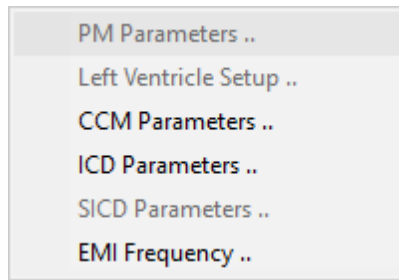 PM Parameters ..
Left Ventricle Setup ..
CCM Parameters ..
ICD Parameters ..
SICD Parameters ..
EMI Frequency ..